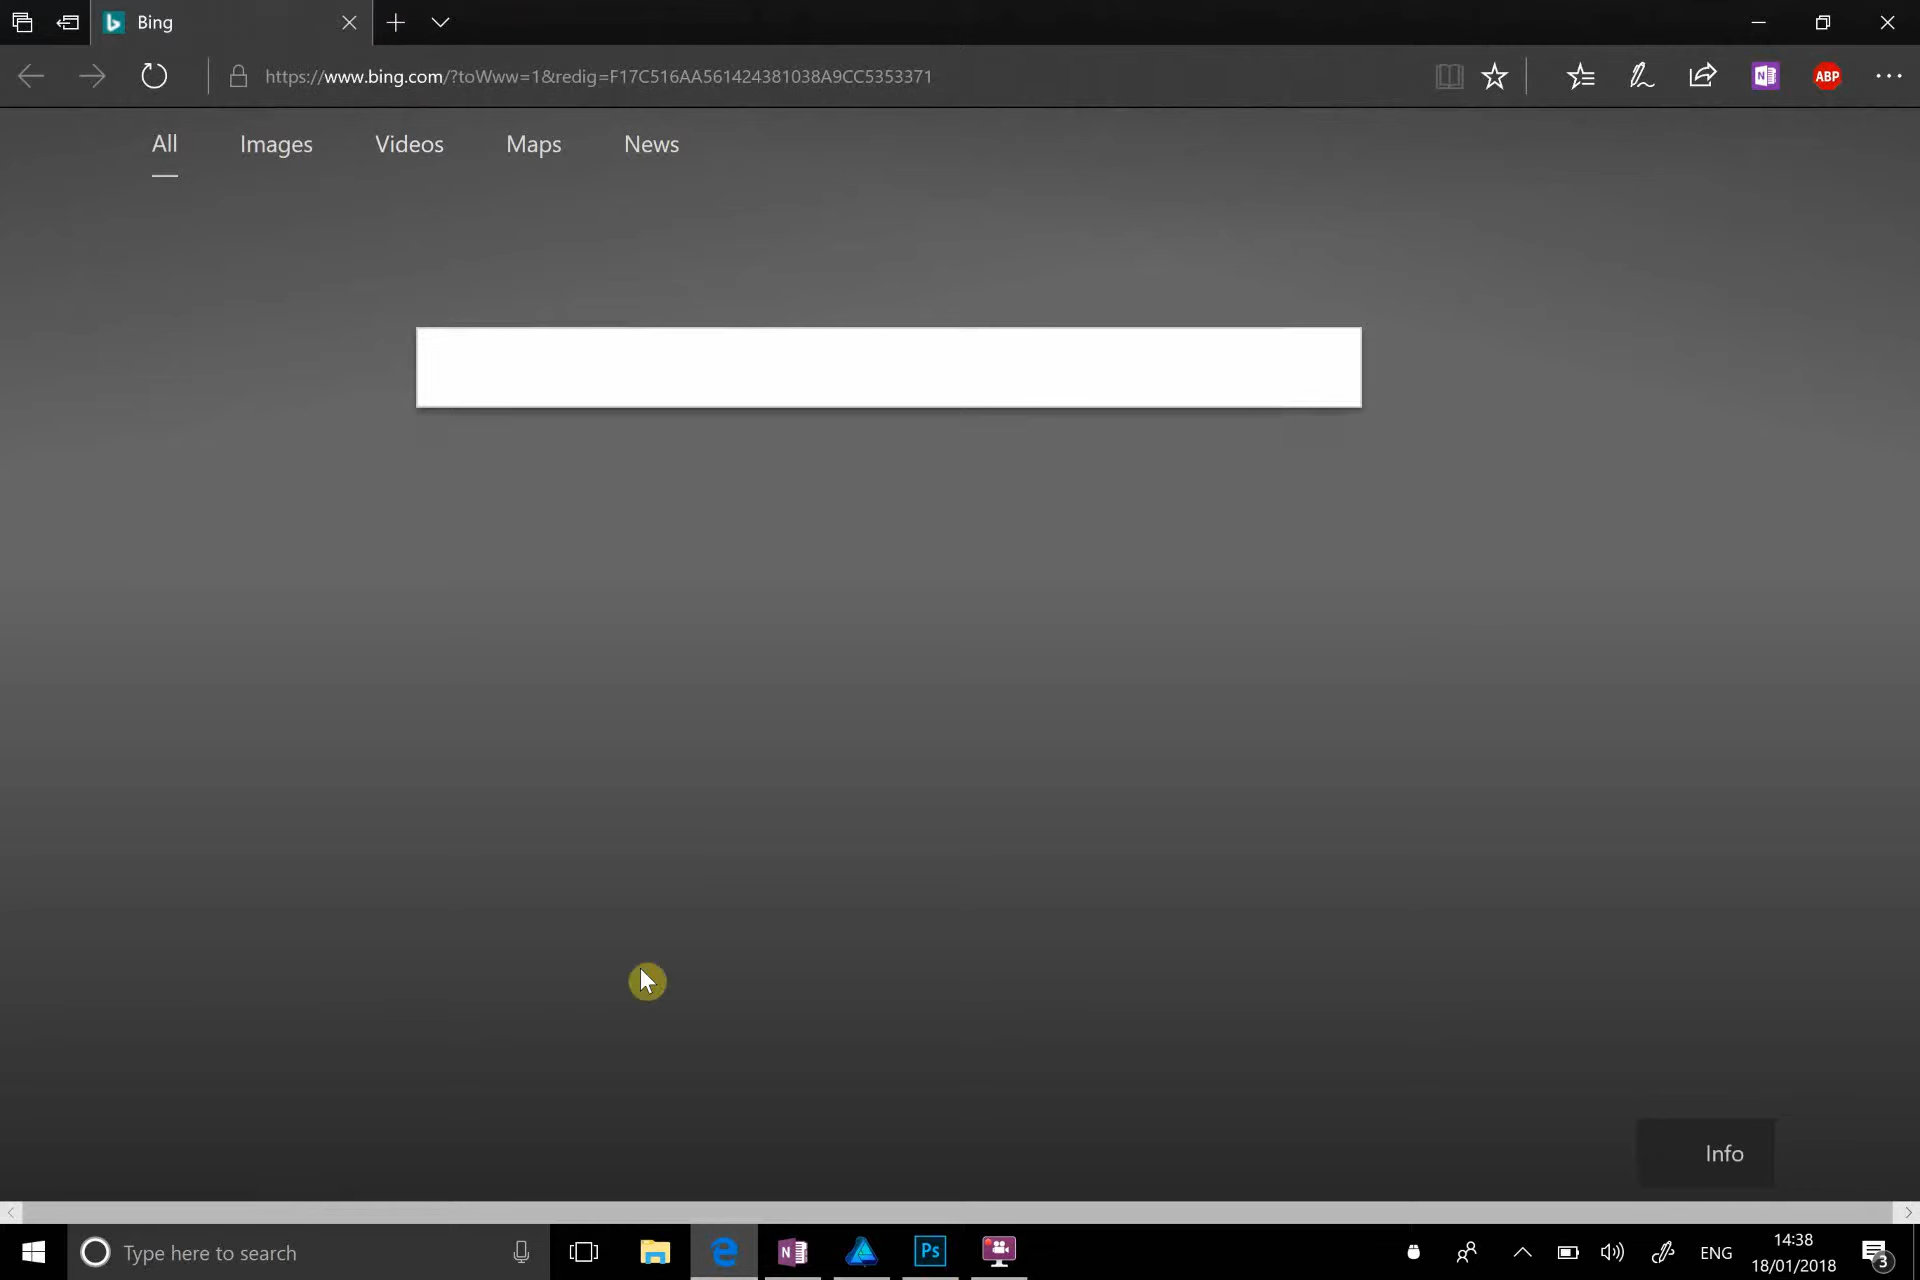 Bing
https://www.bing.com/?toWww=1&redig=F17C516AA561424381038A9CC5353371
N
ABP
All
Images
Videos
Maps
News
Info
Type here to search
N
Ps
ENG
14:38
18/01/2018
3